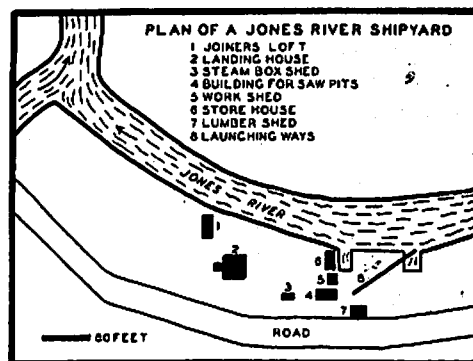 PLAN OF A JONES RIVER SHIPYARD
1 JOINERS LOFT
2 LANDING HOUSE
3 STEAM BOX SHED
4 BUILDING FOR SAW PITS
5 WORK SHED
6 STORE HOUSE
7 LUMBER SHED
8 LAUNCHING WAYS
JONES RIVER
1
2
6
5
8
3
4
7
80 FEET
ROAD